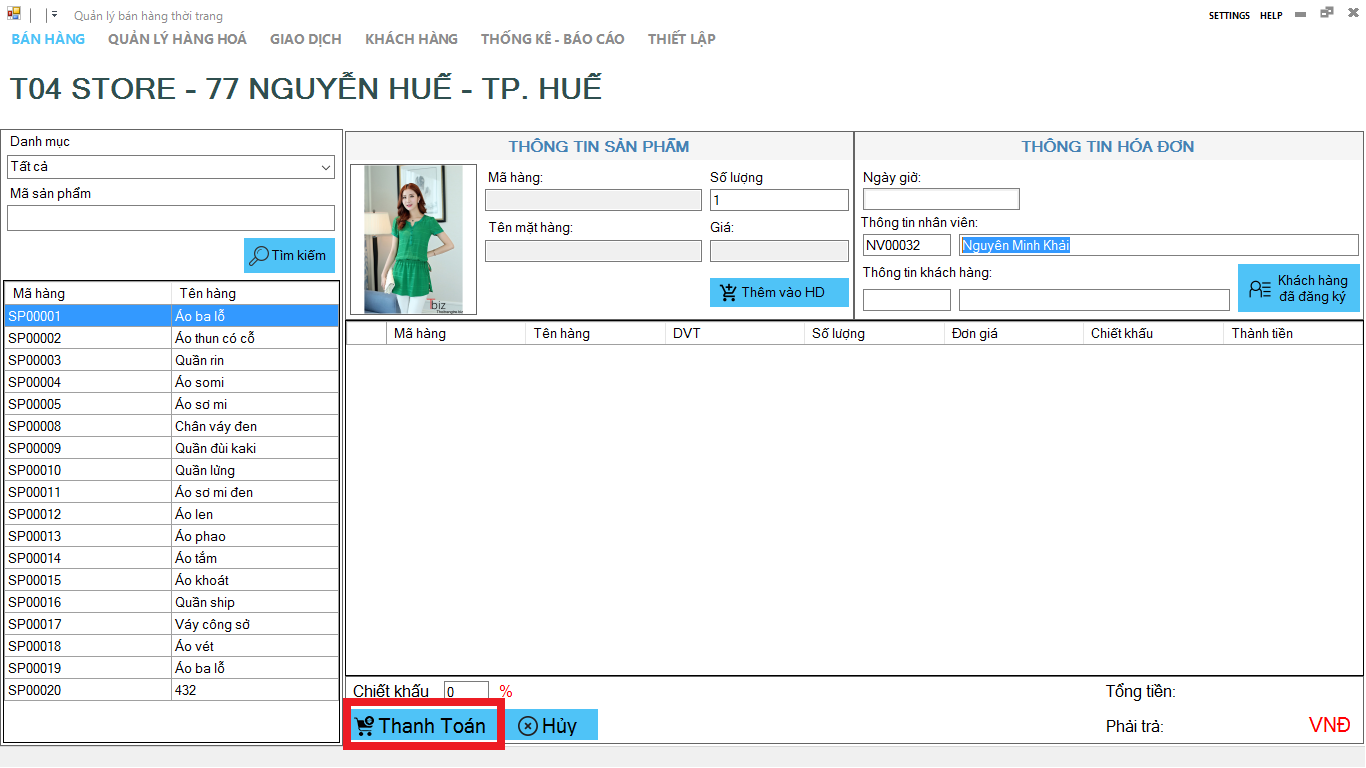 Quản lý bán hàng thời trang
SETTINGS HELP
BÁN HÀNG QUẢN LÝ HÀNG HOÁ GIAO DỊCH KHÁCH HÀNG THỐNG KÊ - BÁO CÁO THIẾT LẬP
T04 STORE - 77 NGUYỄN HUẾ - TP. HUẾ
Danh mục
Tất cả
Mã sản phẩm
Tìm kiếm
Mã hàng Tên hàng
SP00001 Áo ba lỗ
SP00002 Áo thun có cỗ
SP00003 Quần rin
SP00004 Áo somi
SP00005 Áo sơ mi
SP00008 Chân váy đen
SP00009 Quần đùi kaki
SP00010 Quần lửng
SP00011 Áo sơ mi đen
SP00012 Áo len
SP00013 Áo phao
SP00014 Áo tắm
SP00015 Áo khoát
SP00016 Quần ship
SP00017 Váy công sở
SP00018 Áo vét
SP00019 Áo ba lỗ
SP00020 432
THÔNG TIN SẢN PHẨM
Mã hàng: Số lượng
1
Tên mặt hàng: Giá:
Thêm vào HD
THÔNG TIN HÓA ĐƠN
Ngày giờ:
Thông tin nhân viên:
NV00032 Nguyên Minh Khải
Thông tin khách hàng:
Khách hàng
đã đăng ký
Mã hàng Tên hàng DVT Số lượng Đơn giá Chiết khấu Thành tiền
Chiết khấu 0 %
Tổng tiền:
Thanh Toán Hủy
Phải trả: VNĐ